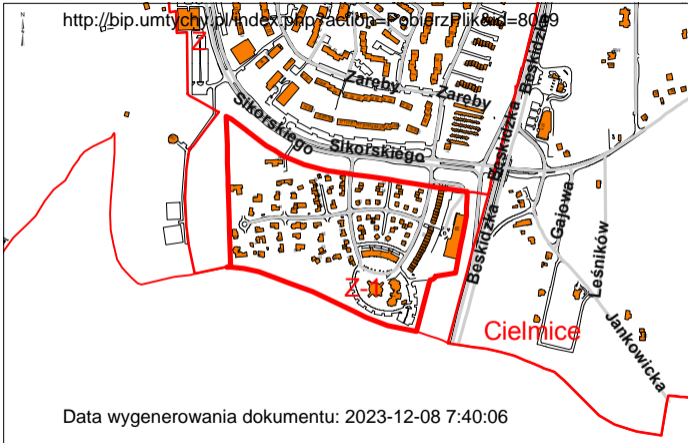 http://bip.umtychy.pl/index.php?action=PobierzPlik&id=8049
Z
Zaręby
Zaręby
Beskidzka
Sikorskiego
Sikorskiego
Beskidzka
Beskidzka
Gajowa
Leśników
Z-1
Cielmice
Jankowicka
Data wygenerowania dokumentu: 2023-12-08 7:40:06